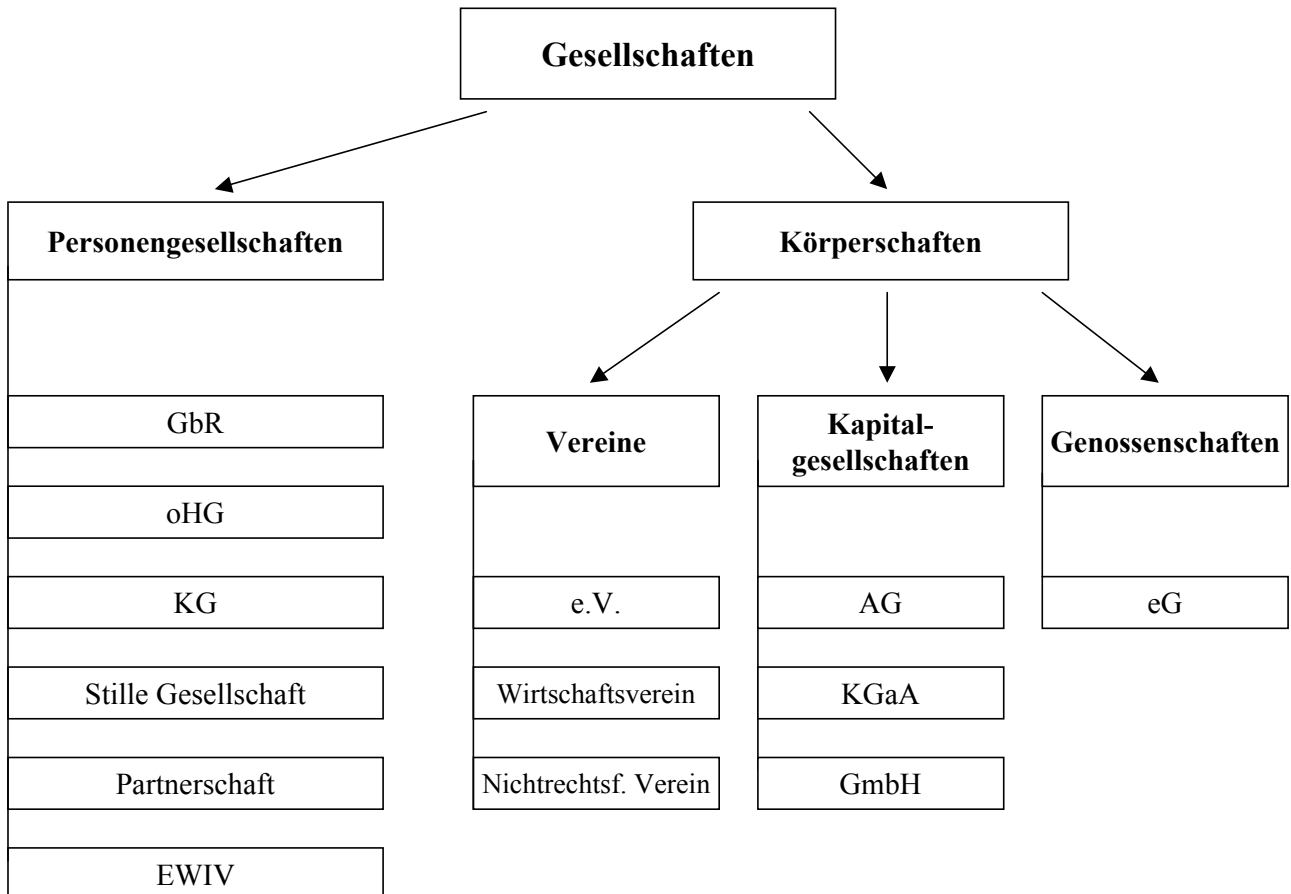 Gesellschaften
Personengesellschaften
Körperschaften
GbR
oHG
KG
Stille Gesellschaft
Partnerschaft
EWIV
Vereine
e.V.
Wirtschaftsverein
Nichtrechtsf. Verein
Kapital-
gesellschaften
AG
KGaA
GmbH
Genossenschaften
eG